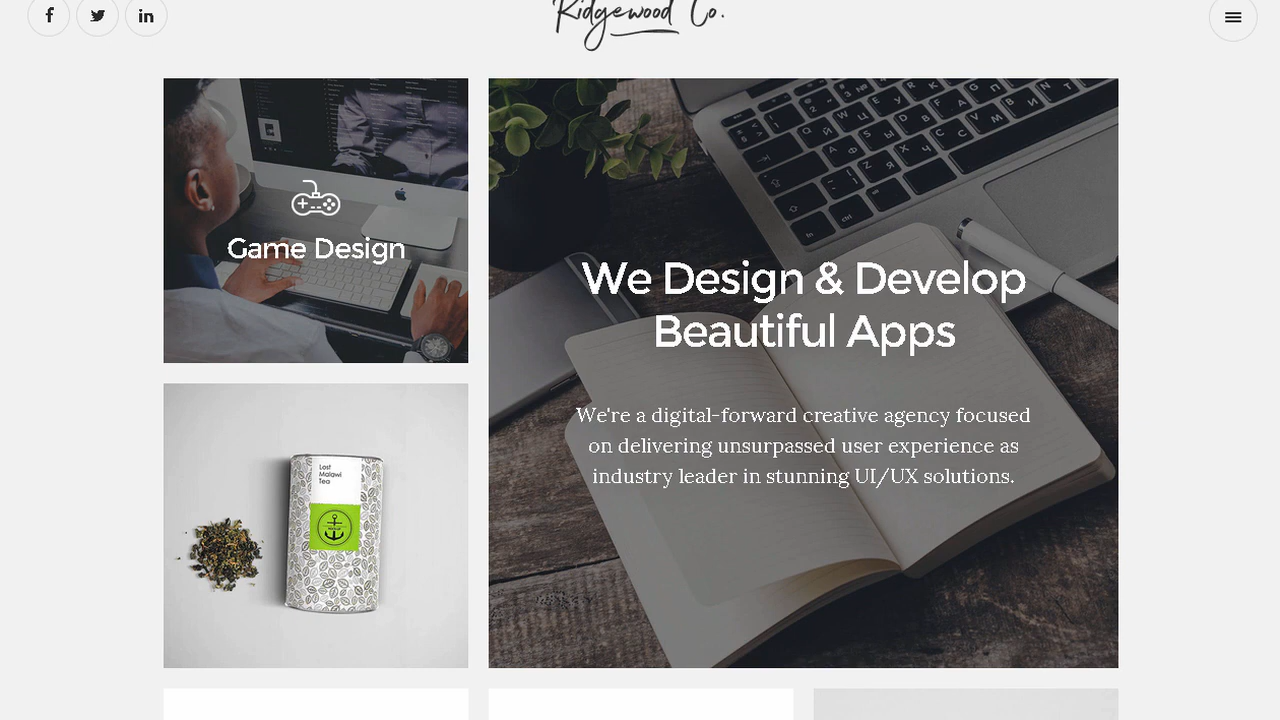 Ridgewood Co.
Game Design
We Design & Develop
Beautiful Apps
We're a digital-forward creative agency focused
on delivering unsurpassed user experience as
industry leader in stunning UI/UX solutions.
Lost
Malawi
Tea